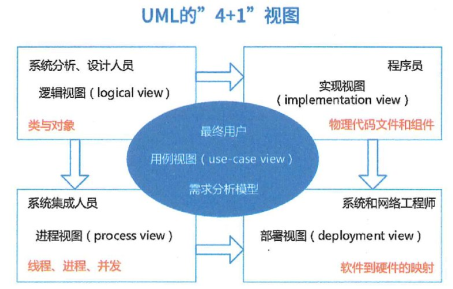 UML的”4+1”视图
系统分析、设计人员
逻辑视图（logical view）
类与对象
程序员
实现视图
（implementation view）
物理代码文件和组件
最终用户
用例视图（use-case view）
需求分析模型
系统集成人员
进程视图（process view）
线程、进程、并发
系统和网络工程师
部署视图（deployment view）
软件到硬件的映射